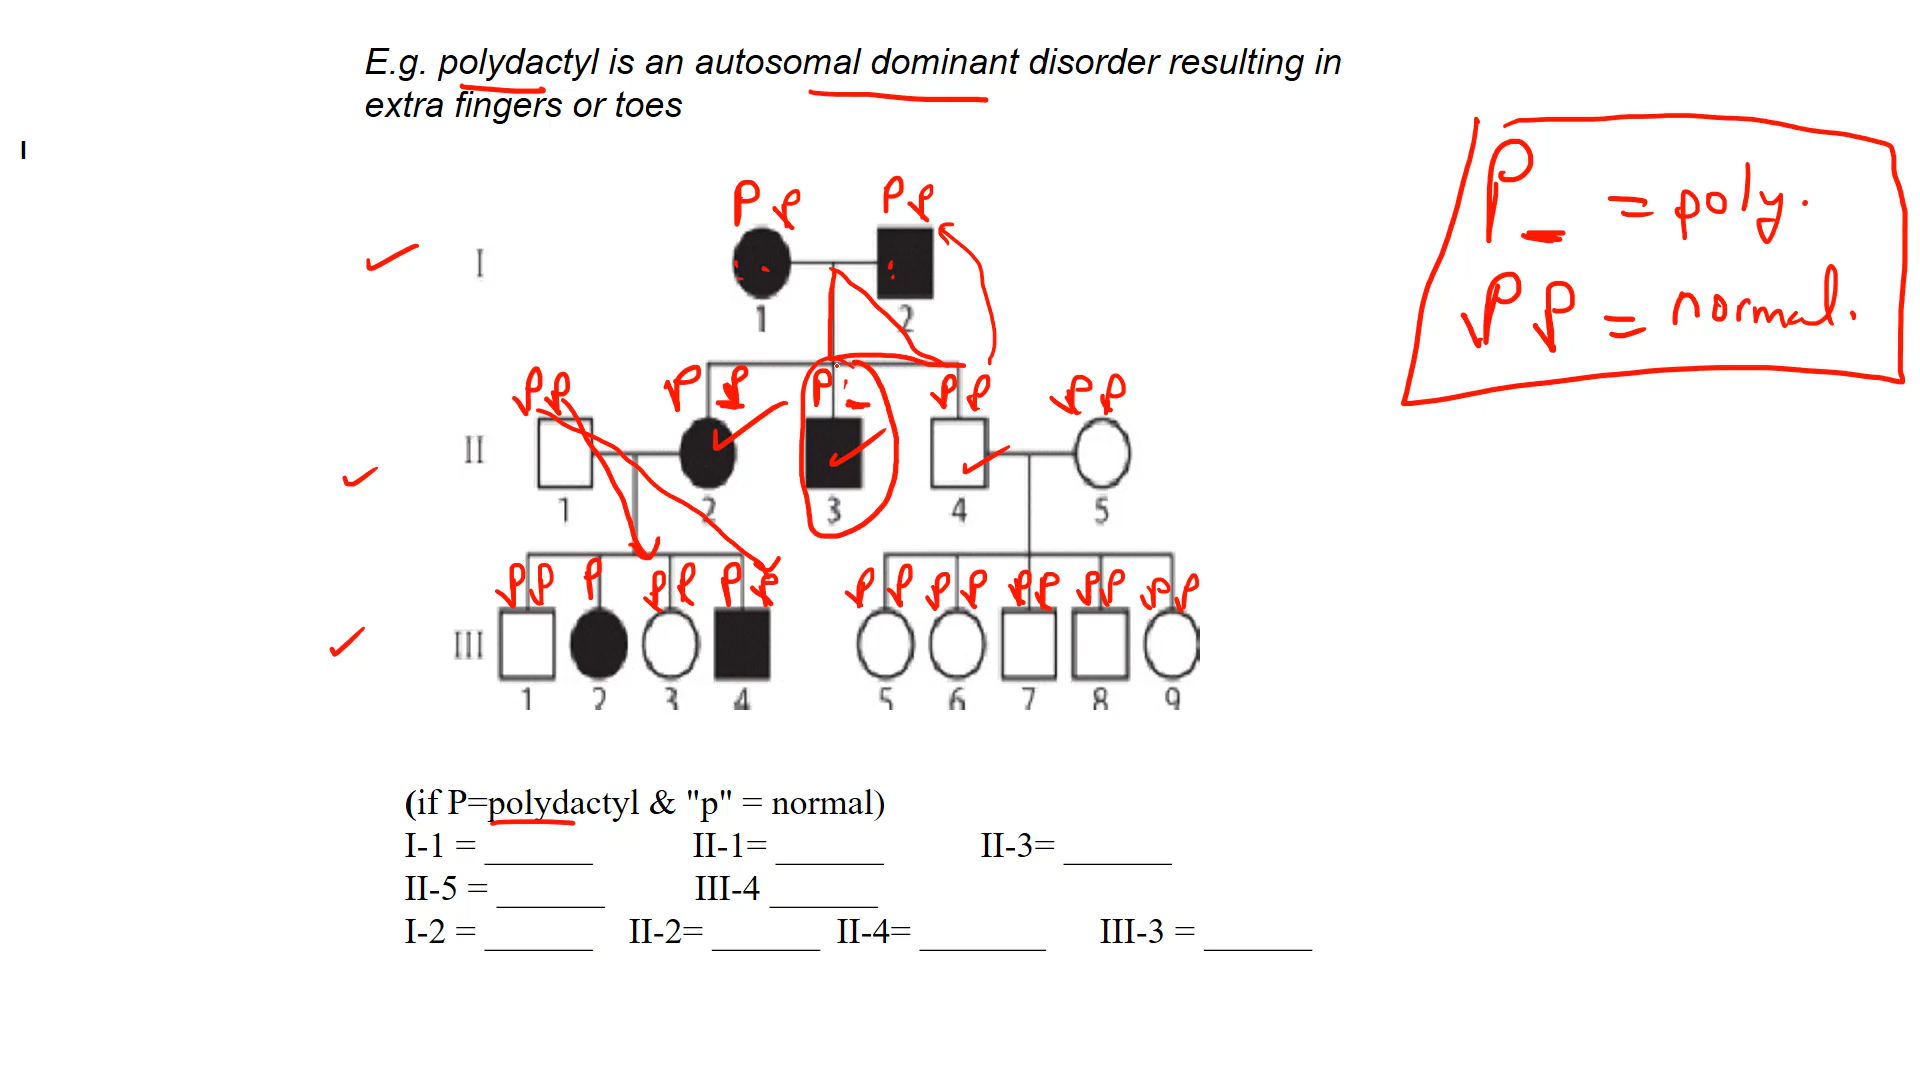 E.g. polydactyl is an autosomal dominant disorder resulting in
extra fingers or toes
P_ = poly.
pp = normal.
Pp Pp
I
1 2
pp Pp P_ pp pp
II
1 2 3 4 5
pp P pp Pp pp pp pp pp pp
III
1 2 3 4 5 6 7 8 9
(if P=polydactyl & "p" = normal)
I-1 = ______ II-1= ______ II-3= ______
II-5 = ______ III-4 ______
I-2 = ______ II-2= ______ II-4= _______ III-3 = ______